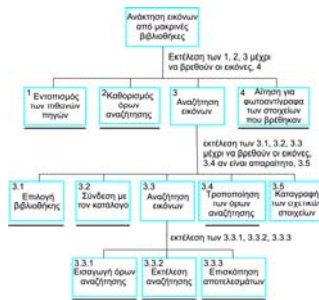 Ανάκτηση εικόνων
από μακρινές
βιβλιοθήκες
Εκτέλεση των 1, 2, 3 μέχρι
να βρεθούν οι εικόνες, 4
1
Εντοπισμός
των πιθανών
πηγών
2
Καθορισμός
όρων
αναζήτησης
3
Αναζήτηση
εικόνων
4
Αίτηση για
φωτοαντίγραφα
των στοιχείων
που βρέθηκαν
εκτέλεση των 3.1, 3.2, 3.3
μέχρι να βρεθούν οι εικόνες,
3.4 αν είναι απαραίτητο, 3.5
3.1
Επιλογή
βιβλιοθήκης
3.2
Σύνδεση με
τον κατάλογο
3.3
Αναζήτηση
εικόνων
3.4
Τροποποίηση
των όρων
αναζήτησης
3.5
Καταγραφή
των σχετικών
στοιχείων
εκτέλεση των 3.3.1, 3.3.2, 3.3.3
3.3.1
Εισαγωγή όρων
αναζήτησης
3.3.2
Εκτέλεση
αναζήτησης
3.3.3
Επισκόπηση
αποτελεσμάτων